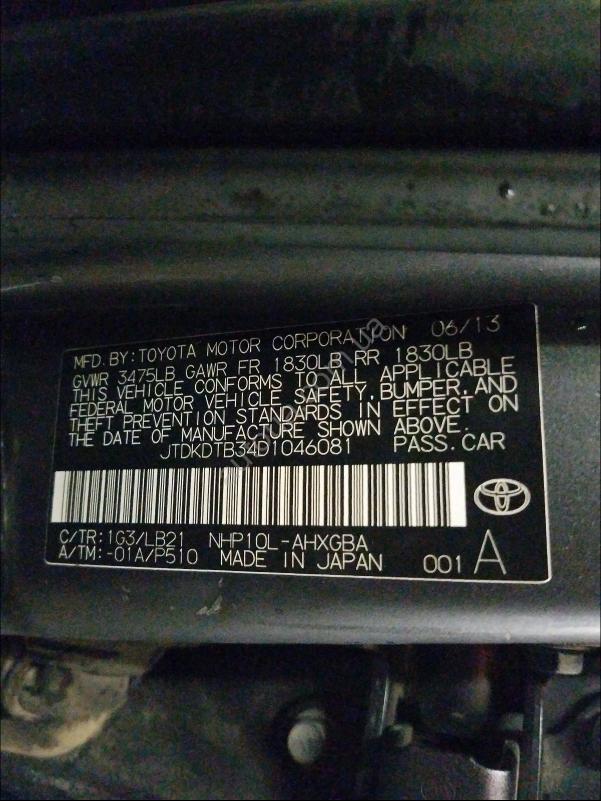 MFD. BY: TOYOTA MOTOR CORPORATION 06/13
GVWR 3475LB GAWR FR 1830LB RR 1830LB
THIS VEHICLE CONFORMS TO ALL APPLICABLE
FEDERAL MOTOR VEHICLE SAFETY, BUMPER, AND
THEFT PREVENTION STANDARDS IN EFFECT ON
THE DATE OF MANUFACTURE SHOWN ABOVE.
JTDKDTB34D1046081 PASS. CAR
C/TR: 1G3/LB21 NHP10L-AHXGBA
A/TM: -01A/P510 MADE IN JAPAN 001 A